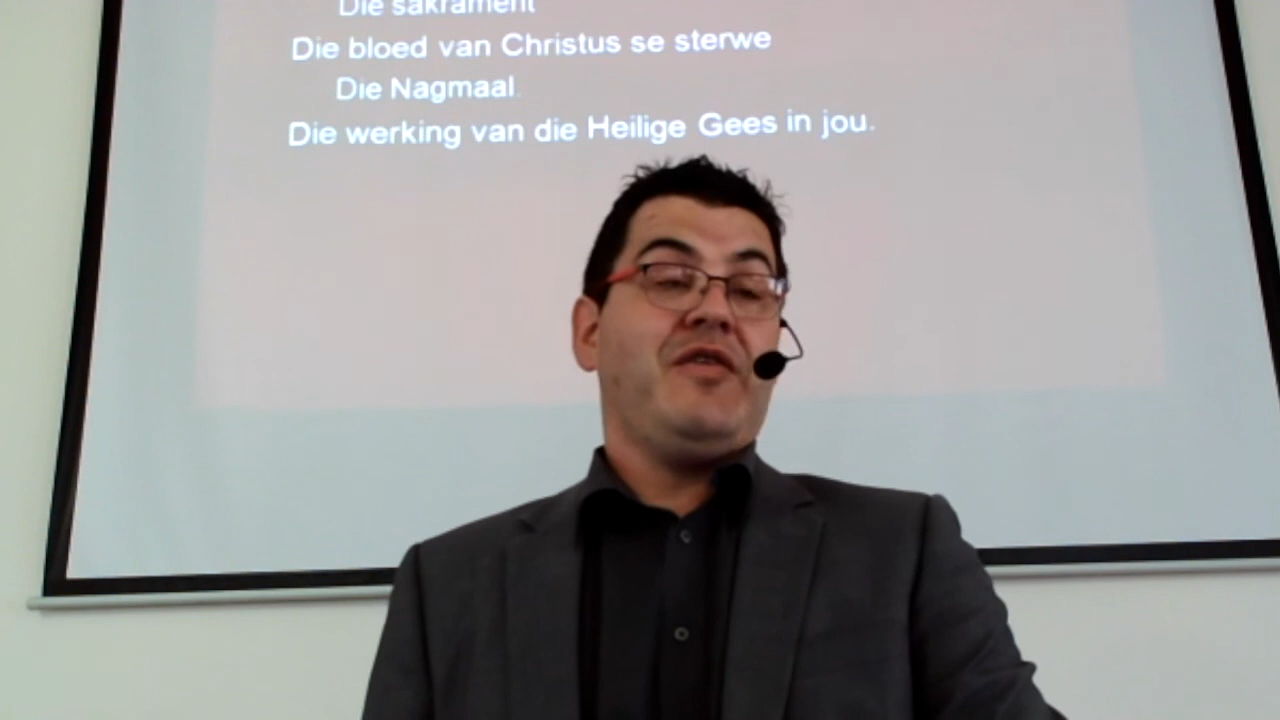 Die sakrament
Die bloed van Christus se sterwe
Die Nagmaal
Die werking van die Heilige Gees in jou.